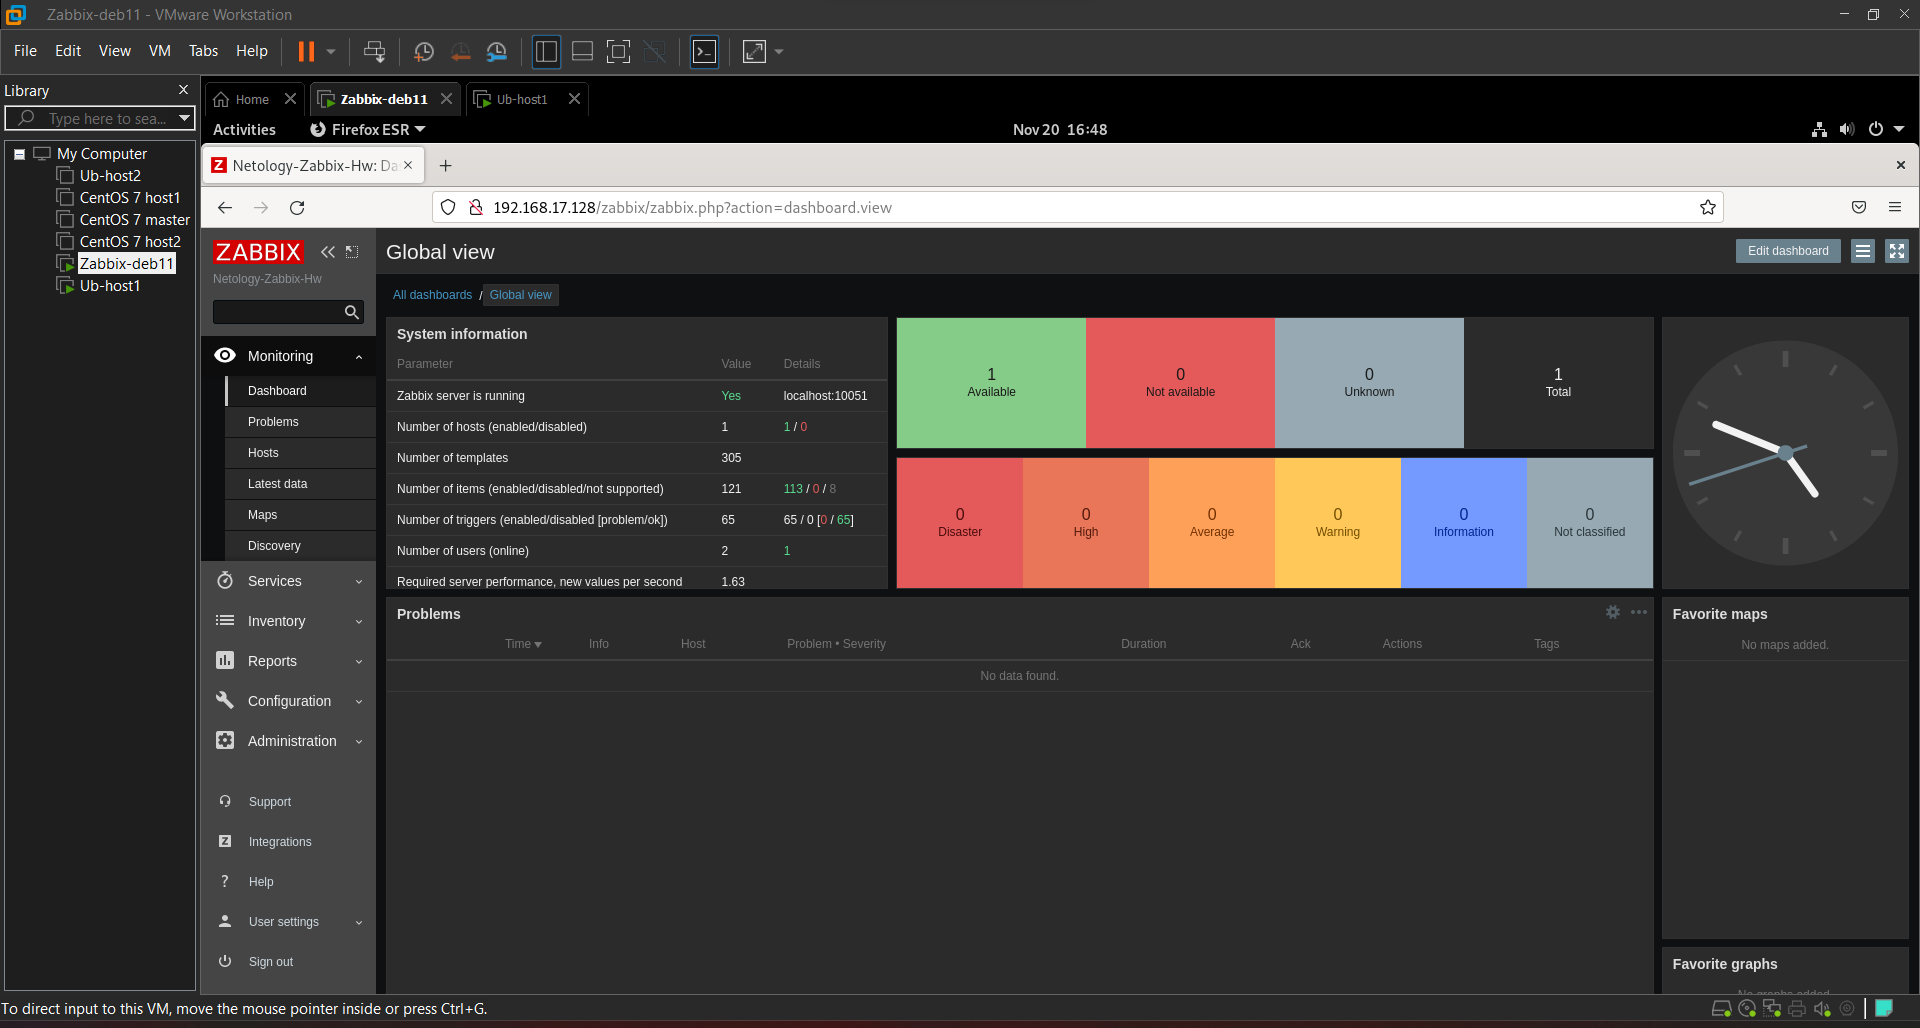 Zabbix-deb11 - VMware Workstation
File Edit View VM Tabs Help
Library
Type here to sea...
My Computer
Ub-host2
CentOS 7 host1
CentOS 7 master
CentOS 7 host2
Zabbix-deb11
Ub-host1
Home Zabbix-deb11 Ub-host1
Activities Firefox ESR Nov 20 16:48
Netology-Zabbix-Hw: Da
192.168.17.128/zabbix/zabbix.php?action=dashboard.view
ZABBIX
Netology-Zabbix-Hw
Monitoring
Dashboard
Problems
Hosts
Latest data
Maps
Discovery
Services
Inventory
Reports
Configuration
Administration
Support
Integrations
Help
User settings
Sign out
Global view
Edit dashboard
All dashboards / Global view
System information
Parameter Value Details
Zabbix server is running Yes localhost:10051
Number of hosts (enabled/disabled) 1 1 / 0
Number of templates 305
Number of items (enabled/disabled/not supported) 121 113 / 0 / 8
Number of triggers (enabled/disabled [problem/ok]) 65 65 / 0 [0 / 65]
Number of users (online) 2 1
Required server performance, new values per second 1.63
1 0 0 1
Available Not available Unknown Total
0 0 0 0 0 0
Disaster High Average Warning Information Not classified
Problems
Time Info Host Problem • Severity Duration Ack Actions Tags
No data found.
Favorite maps
No maps added.
Favorite graphs
No graphs added.
To direct input to this VM, move the mouse pointer inside or press Ctrl+G.